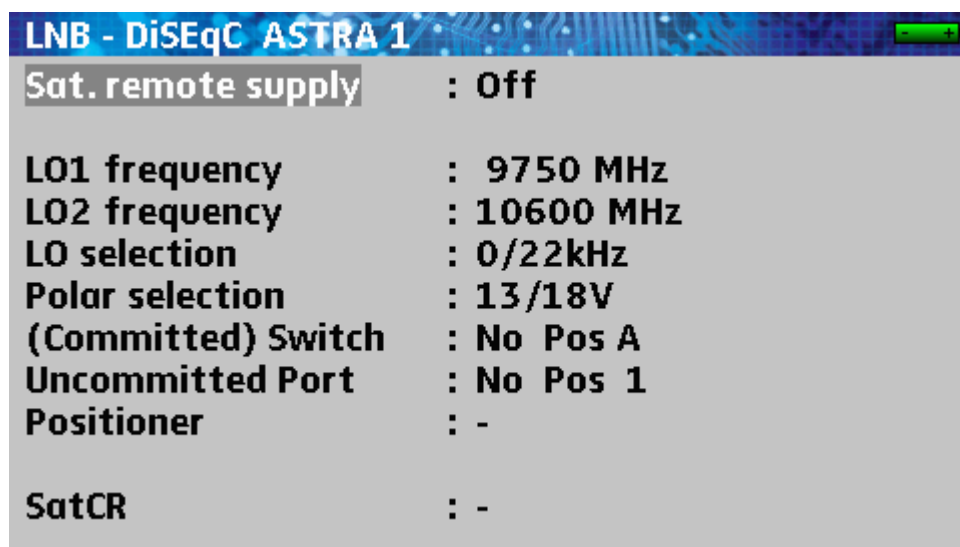 LNB - DiSEqC ASTRA 1
- +
Sat. remote supply : Off
LO1 frequency : 9750 MHz
LO2 frequency : 10600 MHz
LO selection : 0/22kHz
Polar selection : 13/18V
(Committed) Switch : No Pos A
Uncommitted Port : No Pos 1
Positioner : -
SatCR : -